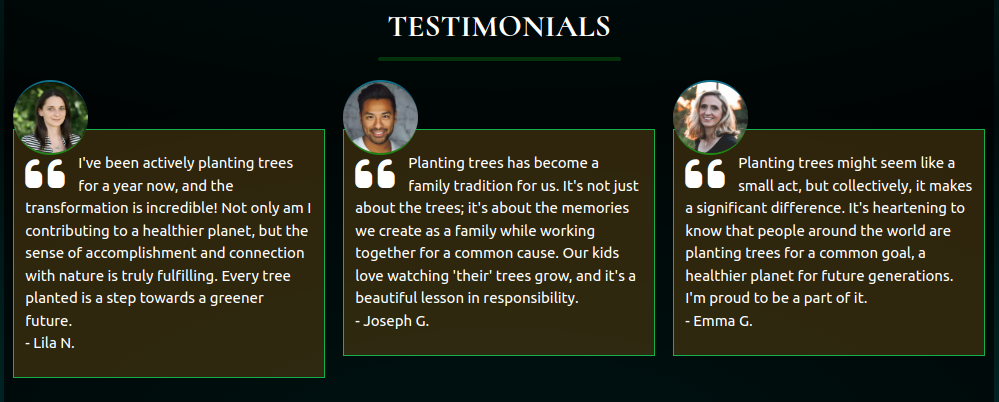 TESTIMONIALS
I've been actively planting trees
for a year now, and the
transformation is incredible! Not only am I
contributing to a healthier planet, but the
sense of accomplishment and connection
with nature is truly fulfilling. Every tree
planted is a step towards a greener
future.
- Lila N.
Planting trees has become a
family tradition for us. It's not just
about the trees; it's about the memories
we create as a family while working
together for a common cause. Our kids
love watching 'their' trees grow, and it's a
beautiful lesson in responsibility.
- Joseph G.
Planting trees might seem like a
small act, but collectively, it makes
a significant difference. It's heartening to
know that people around the world are
planting trees for a common goal, a
healthier planet for future generations.
I'm proud to be a part of it.
- Emma G.